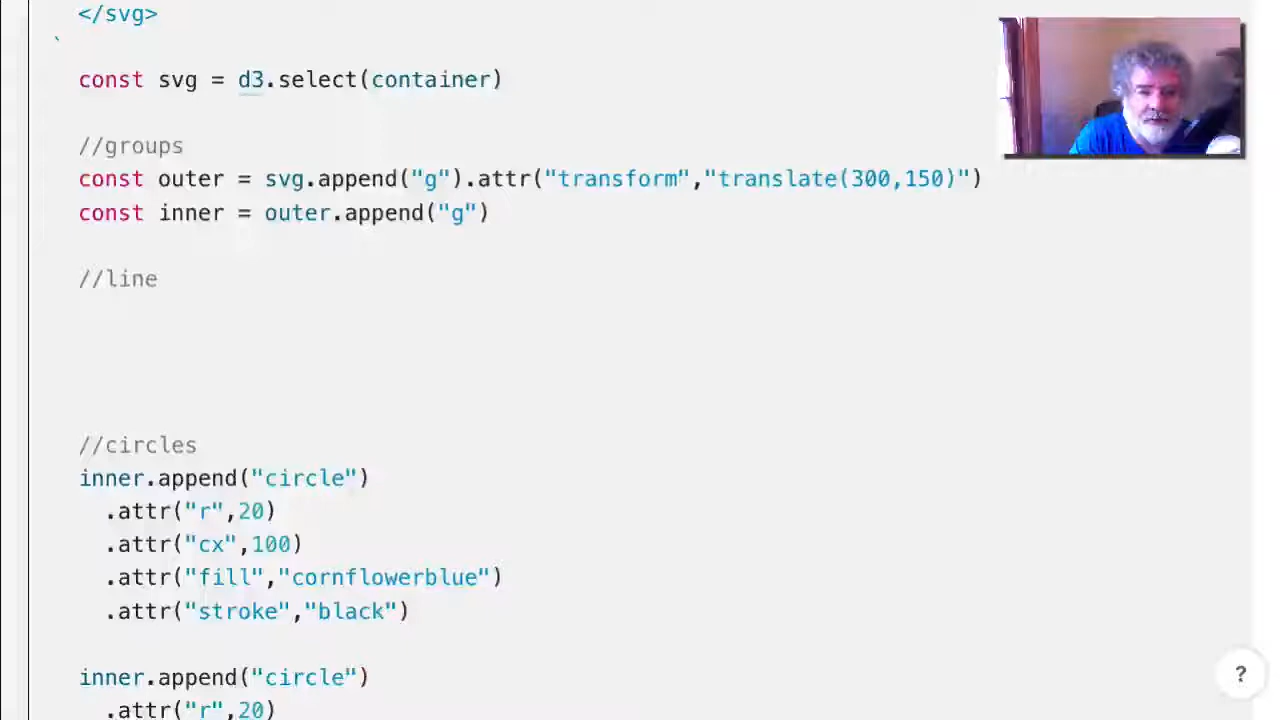 </svg>
`
const svg = d3.select(container)
//groups
const outer = svg.append("g").attr("transform","translate(300,150)")
const inner = outer.append("g")
//line
//circles
inner.append("circle")
.attr("r",20)
.attr("cx",100)
.attr("fill","cornflowerblue")
.attr("stroke","black")
inner.append("circle")
.attr("r",20)
?